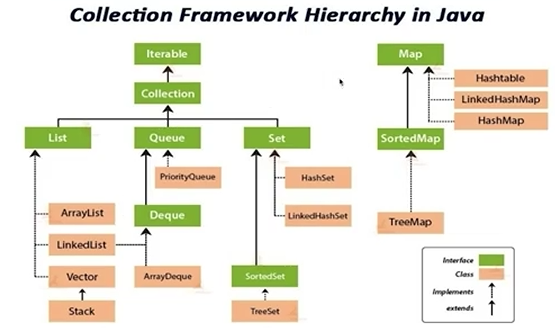 Collection Framework Hierarchy in Java
Iterable
Map
Collection
Hashtable
LinkedHashMap
HashMap
List
Queue
Set
SortedMap
PriorityQueue
HashSet
ArrayList
Deque
LinkedHashSet
TreeMap
LinkedList
Vector
ArrayDeque
SortedSet
Stack
TreeSet
Interface
Class
Implements
extends